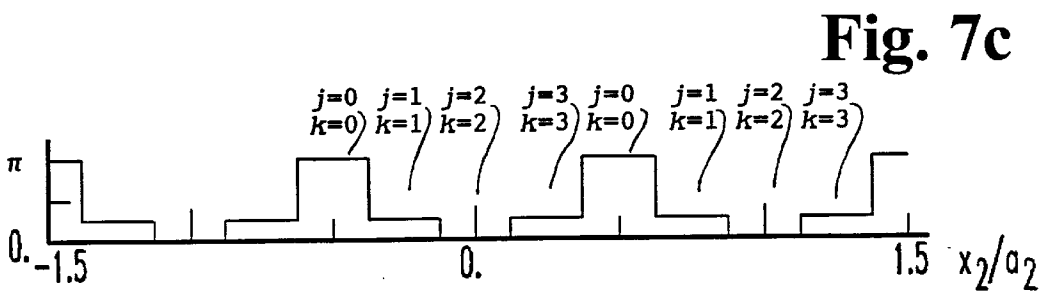 Fig. 7c
j=0 j=1 j=2 j=3 j=0 j=1 j=2 j=3
k=0 k=1 k=2 k=3 k=0 k=1 k=2 k=3
π
0.
-1.5 0. 1.5 x₂/a₂